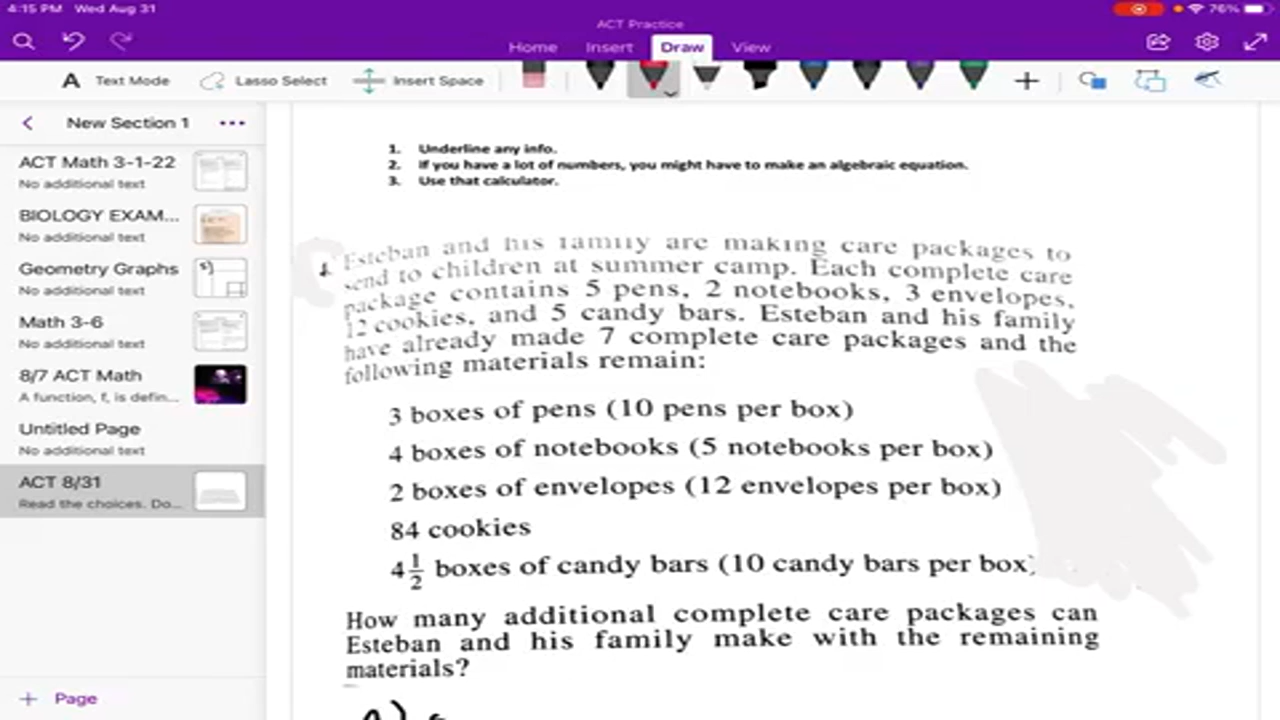 4:15 PM Wed Aug 31
76%
ACT Practice
Home Insert Draw View
Text Mode Lasso Select Insert Space
New Section 1
ACT Math 3-1-22
No additional text
BIOLOGY EXAM...
No additional text
Geometry Graphs
No additional text
Math 3-6
No additional text
8/7 ACT Math
A function, f, is defin...
Untitled Page
No additional text
ACT 8/31
Read the choices. Do...
+ Page
1. Underline any info.
2. If you have a lot of numbers, you might have to make an algebraic equation.
3. Use that calculator.
Esteban and his family are making care packages to
send to children at summer camp. Each complete care
package contains 5 pens, 2 notebooks, 3 envelopes,
12 cookies, and 5 candy bars. Esteban and his family
have already made 7 complete care packages and the
following materials remain:
3 boxes of pens (10 pens per box)
4 boxes of notebooks (5 notebooks per box)
2 boxes of envelopes (12 envelopes per box)
84 cookies
4 1/2 boxes of candy bars (10 candy bars per box)
How many additional complete care packages can
Esteban and his family make with the remaining
materials?